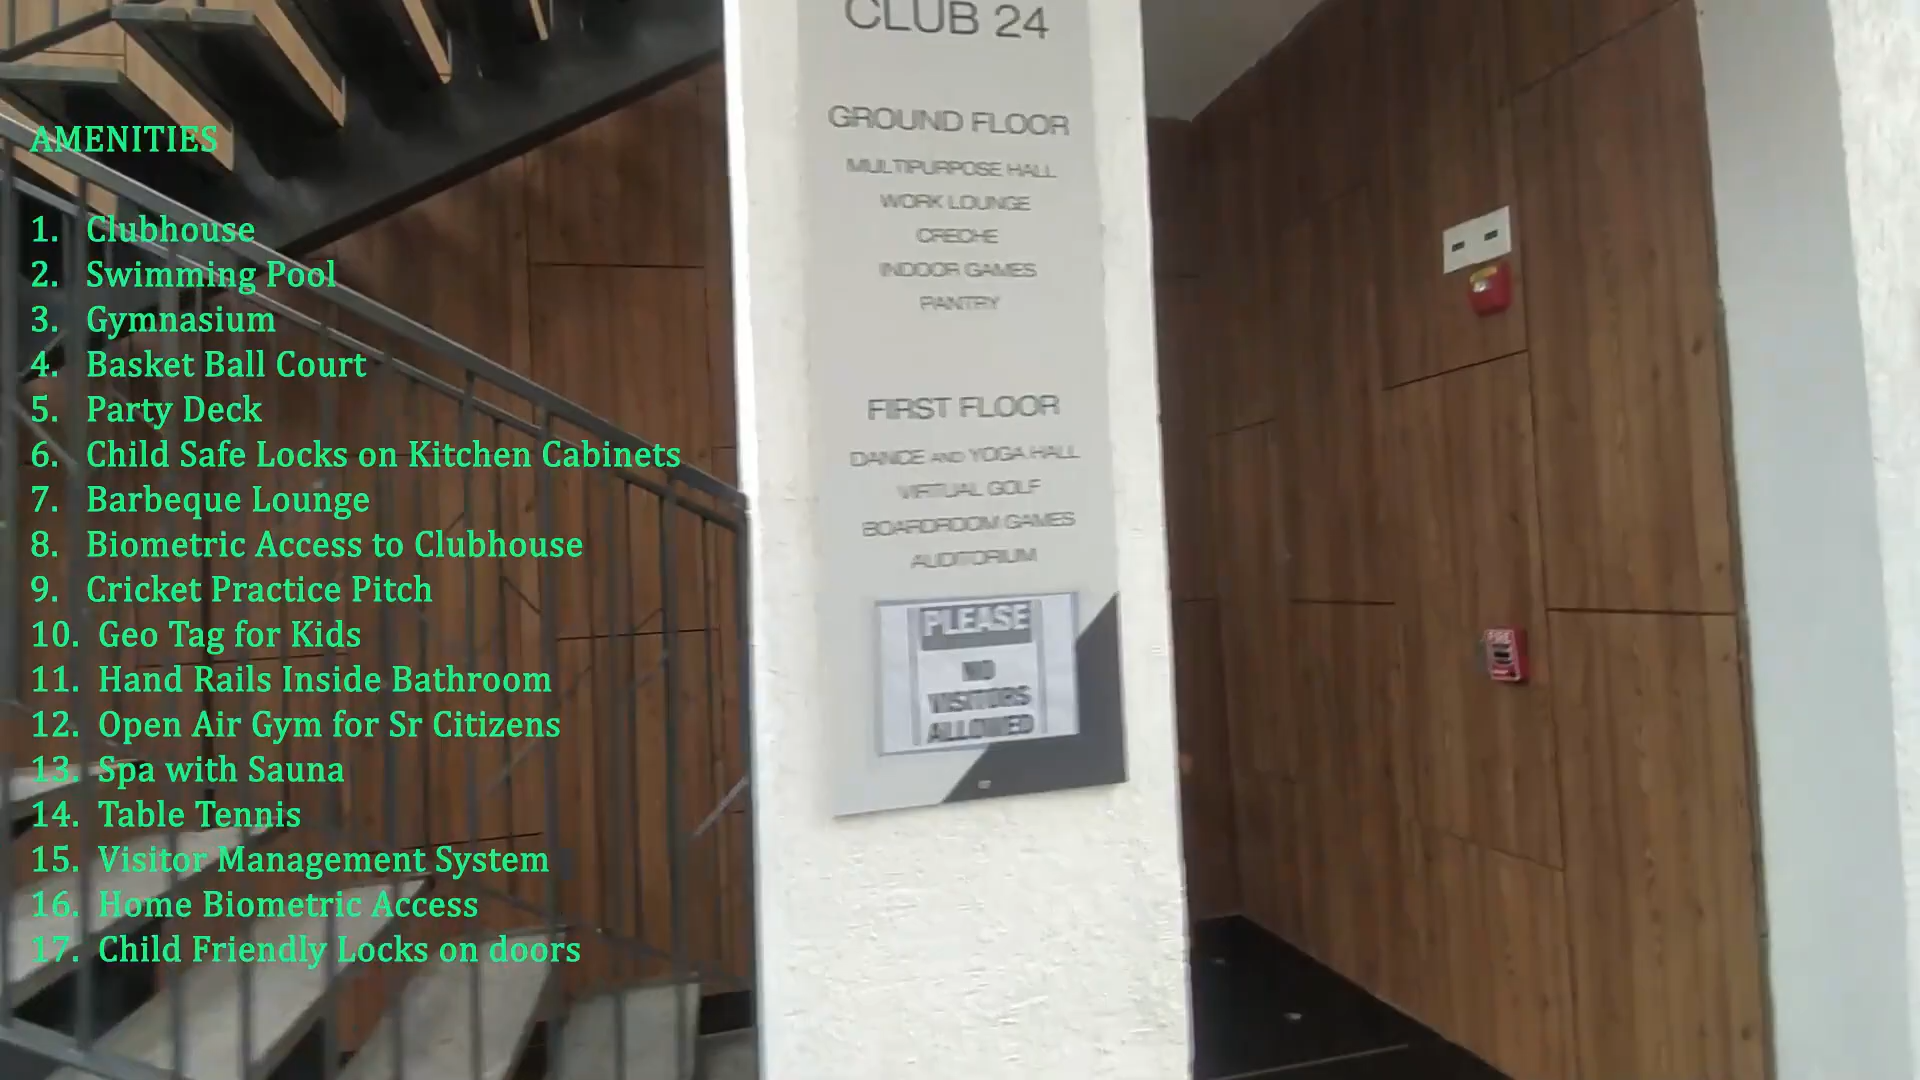 AMENITIES
1. Clubhouse
2. Swimming Pool
3. Gymnasium
4. Basket Ball Court
5. Party Deck
6. Child Safe Locks on Kitchen Cabinets
7. Barbeque Lounge
8. Biometric Access to Clubhouse
9. Cricket Practice Pitch
10. Geo Tag for Kids
11. Hand Rails Inside Bathroom
12. Open Air Gym for Sr Citizens
13. Spa with Sauna
14. Table Tennis
15. Visitor Management System
16. Home Biometric Access
17. Child Friendly Locks on doors
CLUB 24
GROUND FLOOR
MULTIPURPOSE HALL
WORK LOUNGE
CRECHE
INDOOR GAMES
PANTRY
FIRST FLOOR
DANCE AND YOGA HALL
VIRTUAL GOLF
BOARDROOM GAMES
AUDITORIUM
PLEASE
NO
VISITORS
ALLOWED
FIRE